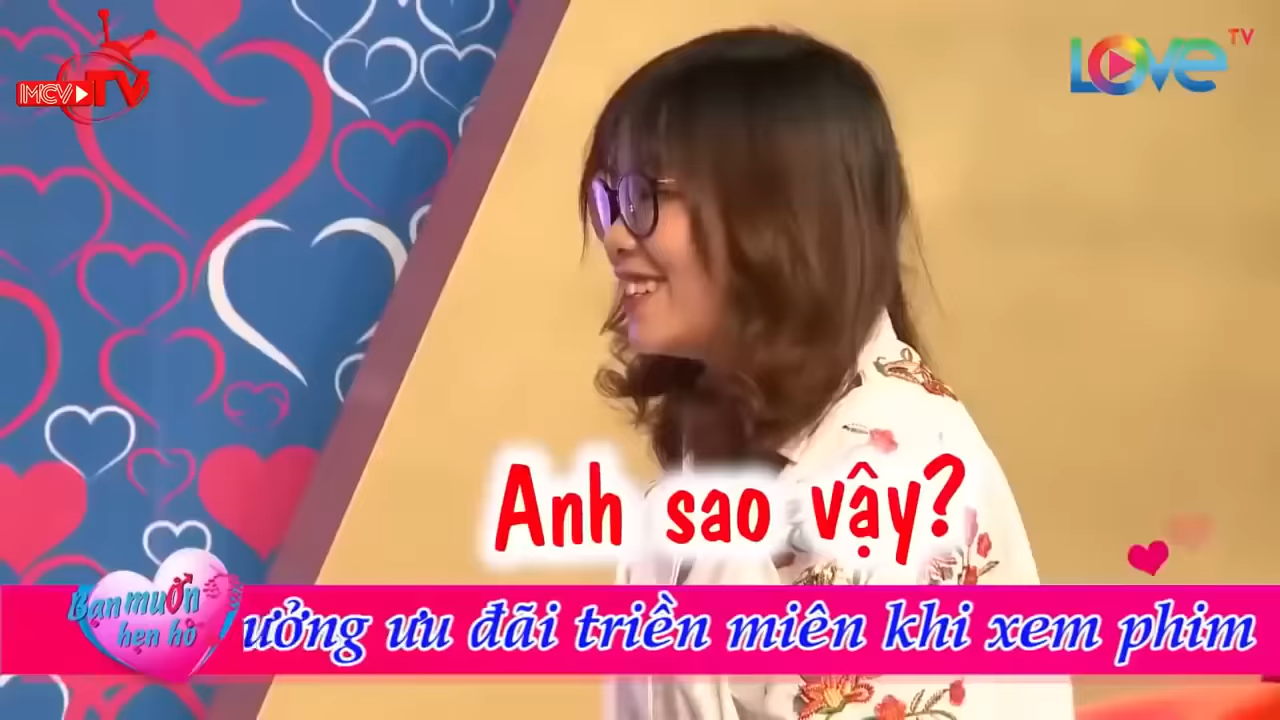 MCV TV
LOVE TV
Anh sao vậy?
Bạn muốn
hẹn hò
ưởng ưu đãi triền miên khi xem phim